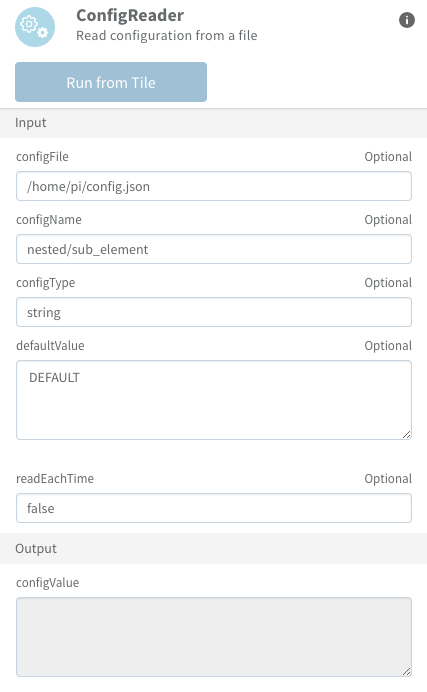 ConfigReader
Read configuration from a file
Run from Tile
Input
configFile Optional
/home/pi/config.json
configName Optional
nested/sub_element
configType Optional
string
defaultValue Optional
DEFAULT
readEachTime Optional
false
Output
configValue